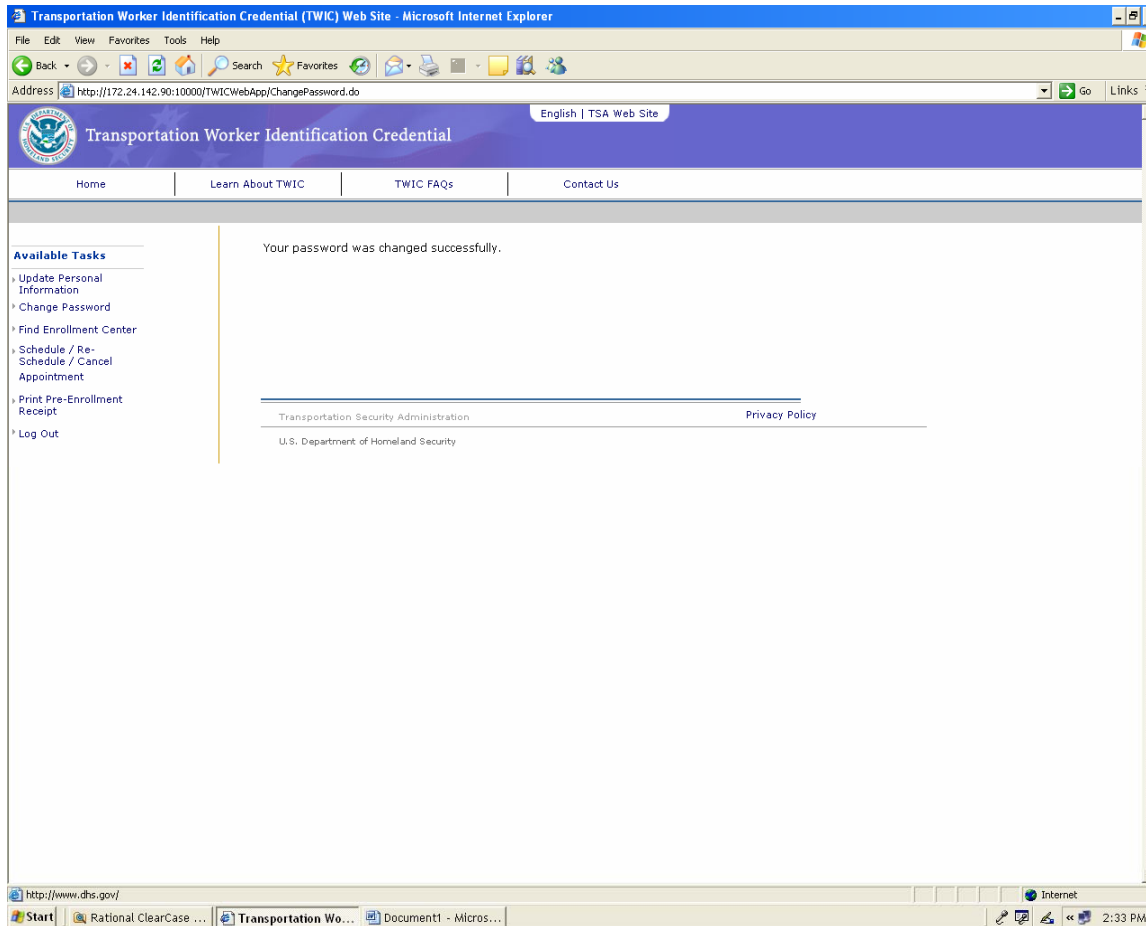 Transportation Worker Identification Credential (TWIC) Web Site - Microsoft Internet Explorer
File Edit View Favorites Tools Help
Back Search Favorites
Address http://172.24.142.90:10000/TWICWebApp/ChangePassword.do Go Links
English | TSA Web Site
Transportation Worker Identification Credential
Home Learn About TWIC TWIC FAQs Contact Us
Available Tasks
Update Personal
Information
Change Password
Find Enrollment Center
Schedule / Re-
Schedule / Cancel
Appointment
Print Pre-Enrollment
Receipt
Log Out
Your password was changed successfully.
Transportation Security Administration Privacy Policy
U.S. Department of Homeland Security
http://www.dhs.gov/ Internet
Start Rational ClearCase ... Transportation Wo... Document1 - Micros... 2:33 PM